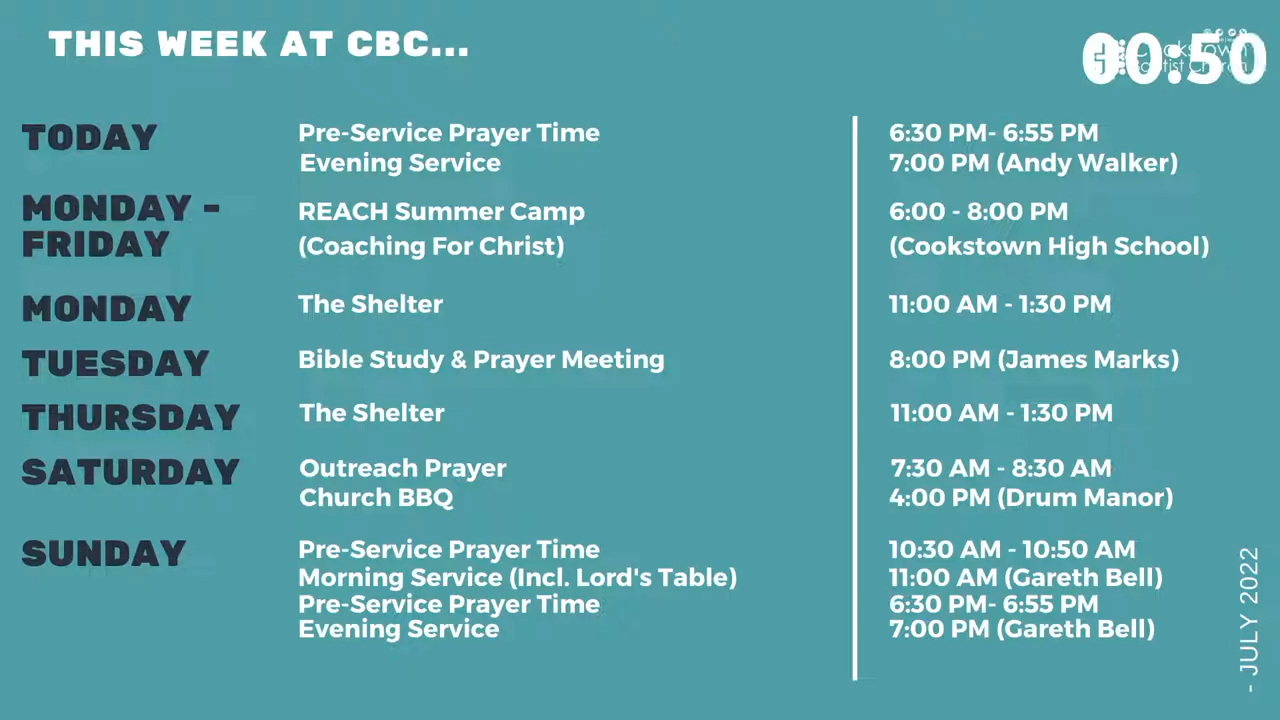 THIS WEEK AT CBC...
00:50
Cookstown
Baptist Church
TODAY
Pre-Service Prayer Time
6:30 PM- 6:55 PM
Evening Service
7:00 PM (Andy Walker)
MONDAY -
FRIDAY
REACH Summer Camp
6:00 - 8:00 PM
(Coaching For Christ)
(Cookstown High School)
MONDAY
The Shelter
11:00 AM - 1:30 PM
TUESDAY
Bible Study & Prayer Meeting
8:00 PM (James Marks)
THURSDAY
The Shelter
11:00 AM - 1:30 PM
SATURDAY
Outreach Prayer
7:30 AM - 8:30 AM
Church BBQ
4:00 PM (Drum Manor)
SUNDAY
Pre-Service Prayer Time
10:30 AM - 10:50 AM
Morning Service (Incl. Lord's Table)
11:00 AM (Gareth Bell)
Pre-Service Prayer Time
6:30 PM- 6:55 PM
Evening Service
7:00 PM (Gareth Bell)
- JULY 2022